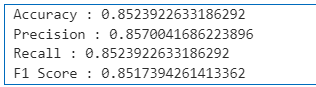 Accuracy : 0.8523922633186292
Precision : 0.8570041686223896
Recall : 0.8523922633186292
F1 Score : 0.8517394261413362